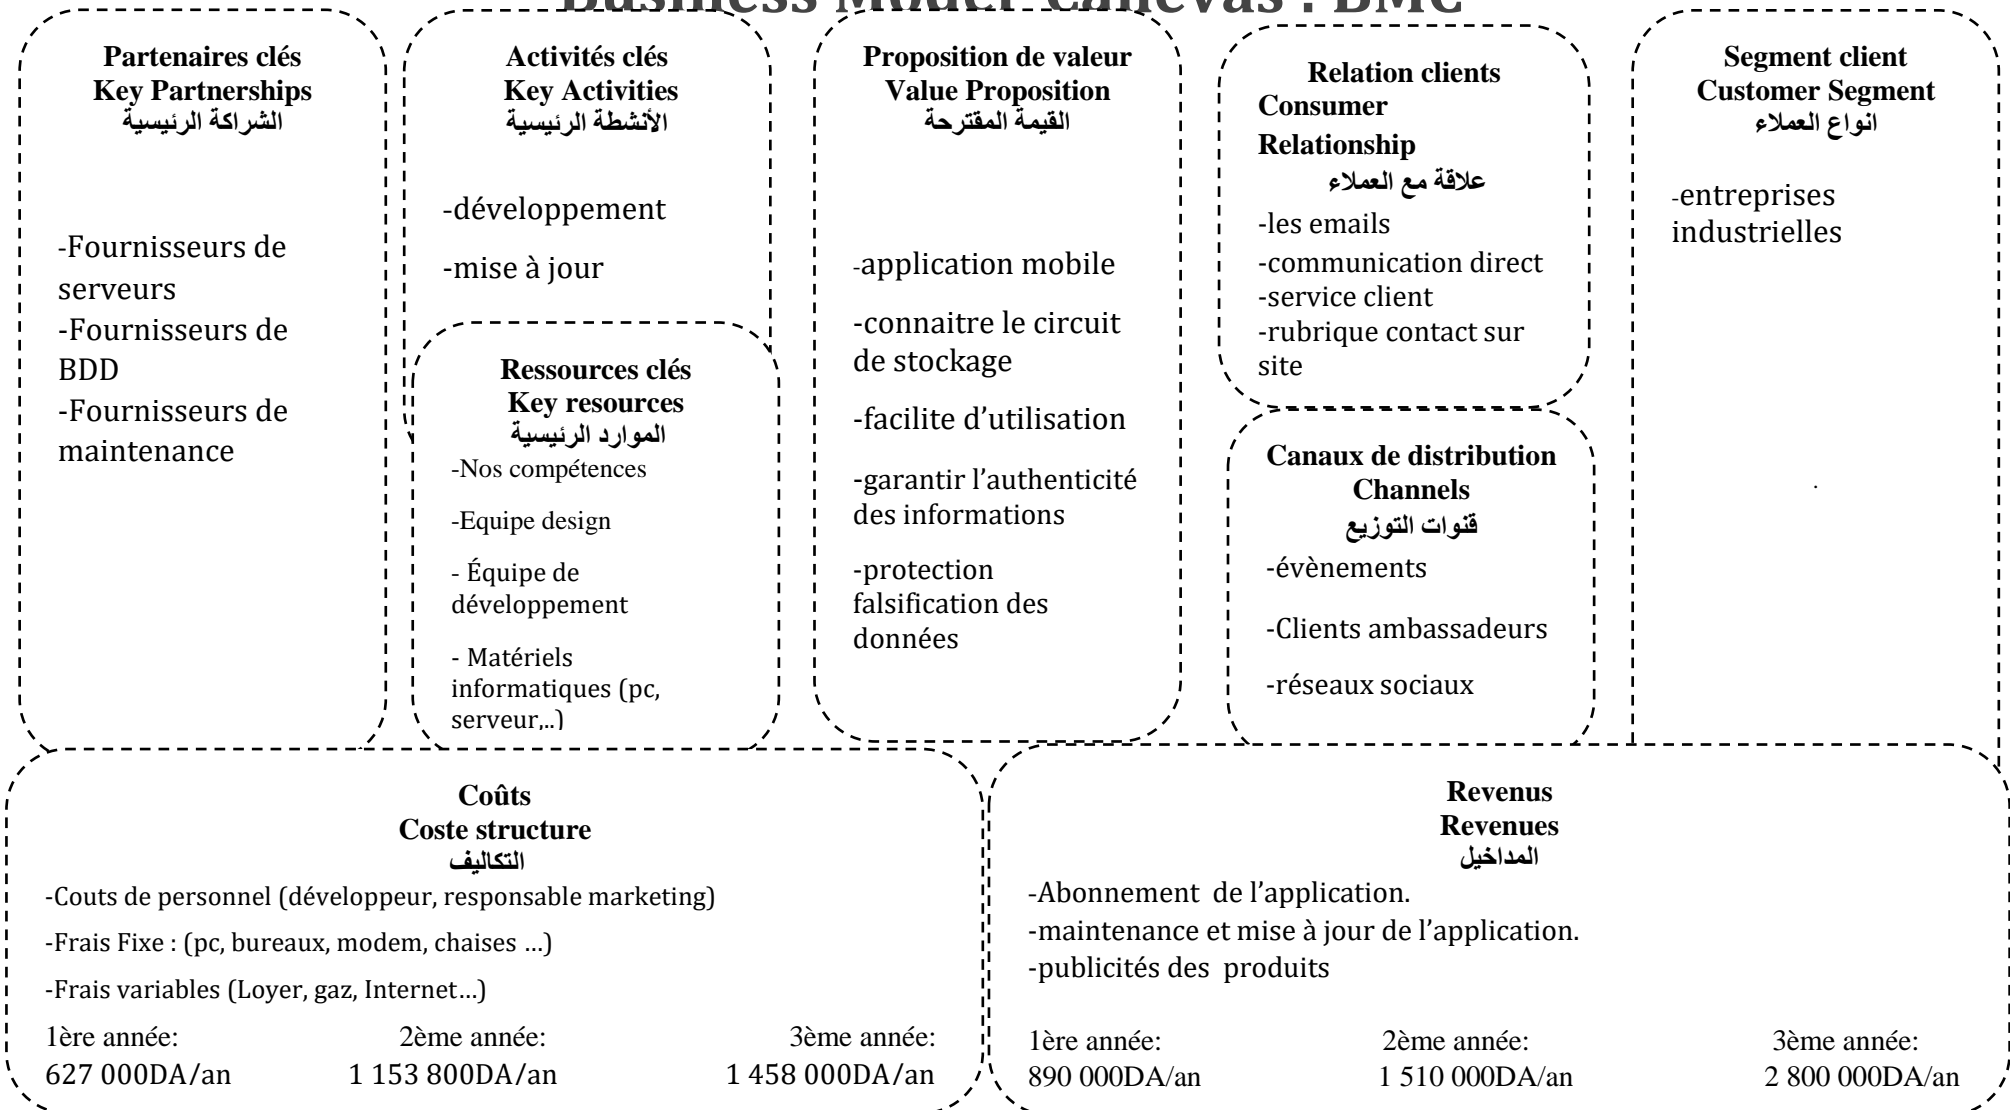 Business Model Canevas : BMC
Partenaires clés
Key Partnerships
الشراكة الرئيسية
-Fournisseurs de
serveurs
-Fournisseurs de
BDD
-Fournisseurs de
maintenance
Activités clés
Key Activities
الأنشطة الرئيسية
-développement
-mise à jour
Ressources clés
Key resources
الموارد الرئيسية
-Nos compétences
-Equipe design
- Équipe de
développement
- Matériels
informatiques (pc,
serveur,..)
Proposition de valeur
Value Proposition
القيمة المقترحة
-application mobile
-connaitre le circuit
de stockage
-facilite d’utilisation
-garantir l’authenticité
des informations
-protection
falsification des
données
Relation clients
Consumer
Relationship
علاقة مع العملاء
-les emails
-communication direct
-service client
-rubrique contact sur
site
Canaux de distribution
Channels
قنوات التوزيع
-évènements
-Clients ambassadeurs
-réseaux sociaux
Segment client
Customer Segment
انواع العملاء
-entreprises
industrielles
.
Coûts
Coste structure
التكاليف
-Couts de personnel (développeur, responsable marketing)
-Frais Fixe : (pc, bureaux, modem, chaises …)
-Frais variables (Loyer, gaz, Internet…)
1ère année: 2ème année: 3ème année:
627 000DA/an 1 153 800DA/an 1 458 000DA/an
Revenus
Revenues
المداخيل
-Abonnement de l’application.
-maintenance et mise à jour de l’application.
-publicités des produits
1ère année: 2ème année: 3ème année:
890 000DA/an 1 510 000DA/an 2 800 000DA/an